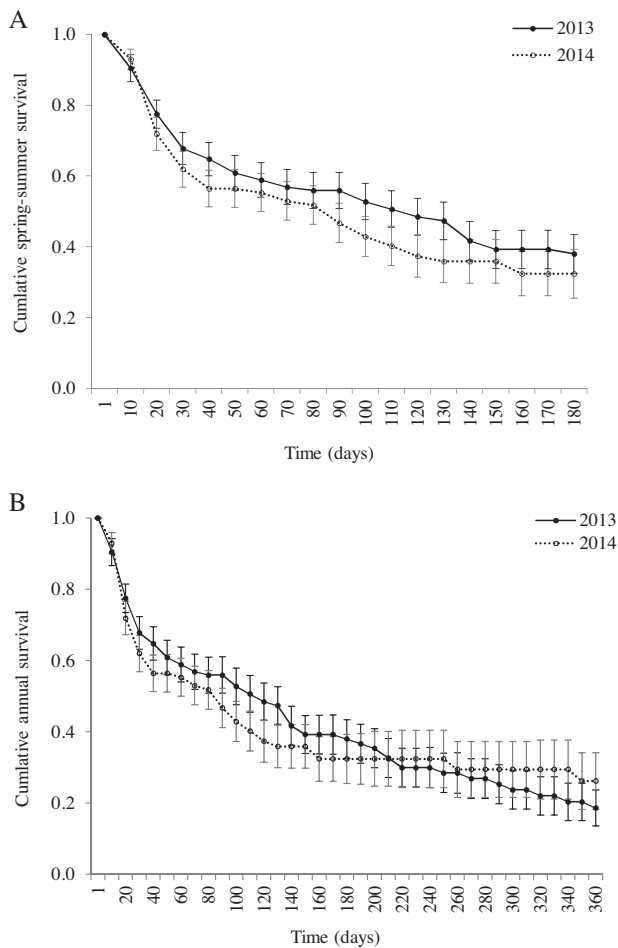 A
2013
2014
Cumlative spring-summer survival
1.0
0.8
0.6
0.4
0.2
0.0
1 10 20 30 40 50 60 70 80 90 100 110 120 130 140 150 160 170 180
Time (days)
B
2013
2014
Cumlative annual survival
1.0
0.8
0.6
0.4
0.2
0.0
1 20 40 60 80 100 120 140 160 180 200 220 240 260 280 300 320 340 360
Time (days)